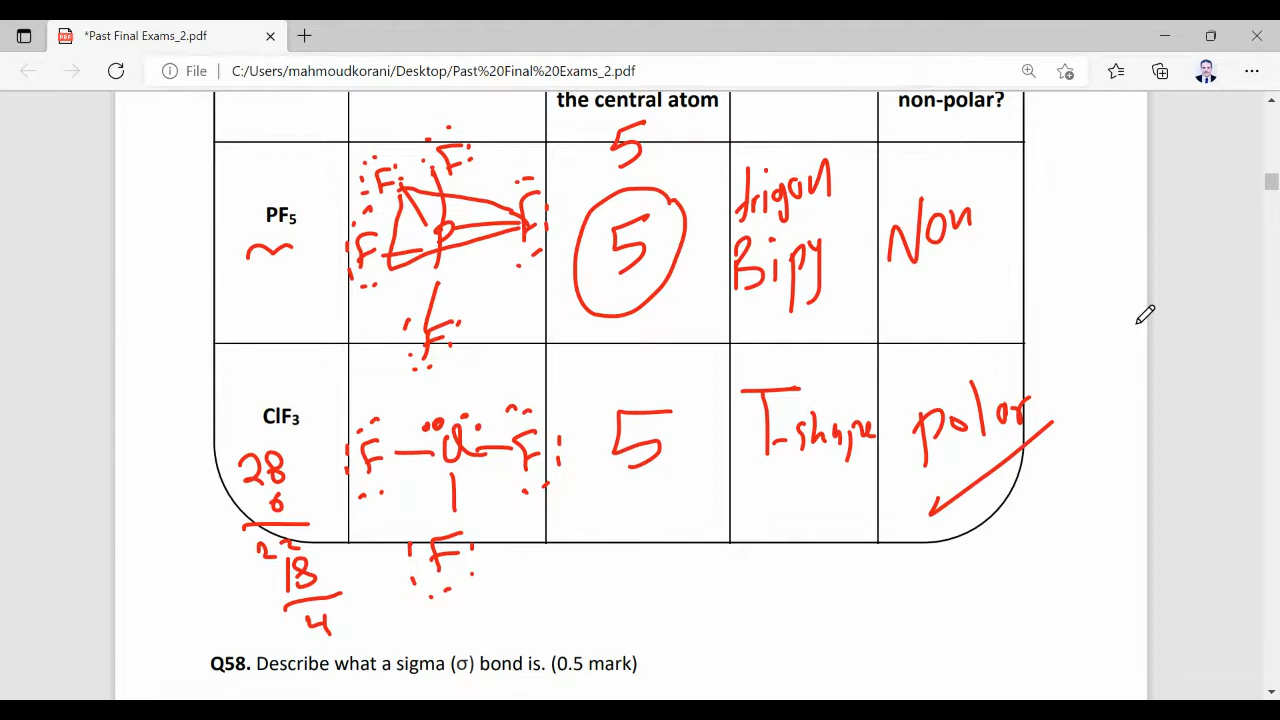 *Past Final Exams_2.pdf
File
C:/Users/mahmoudkorani/Desktop/Past%20Final%20Exams_2.pdf
the central atom
non-polar?
PF₅
F
F
F
F
F
P
5
5
trigon
Bipy
Non
ClF₃
28
6
22
18
4
F
Cl
F
F
5
T-shape
polar
Q58. Describe what a sigma (σ) bond is. (0.5 mark)